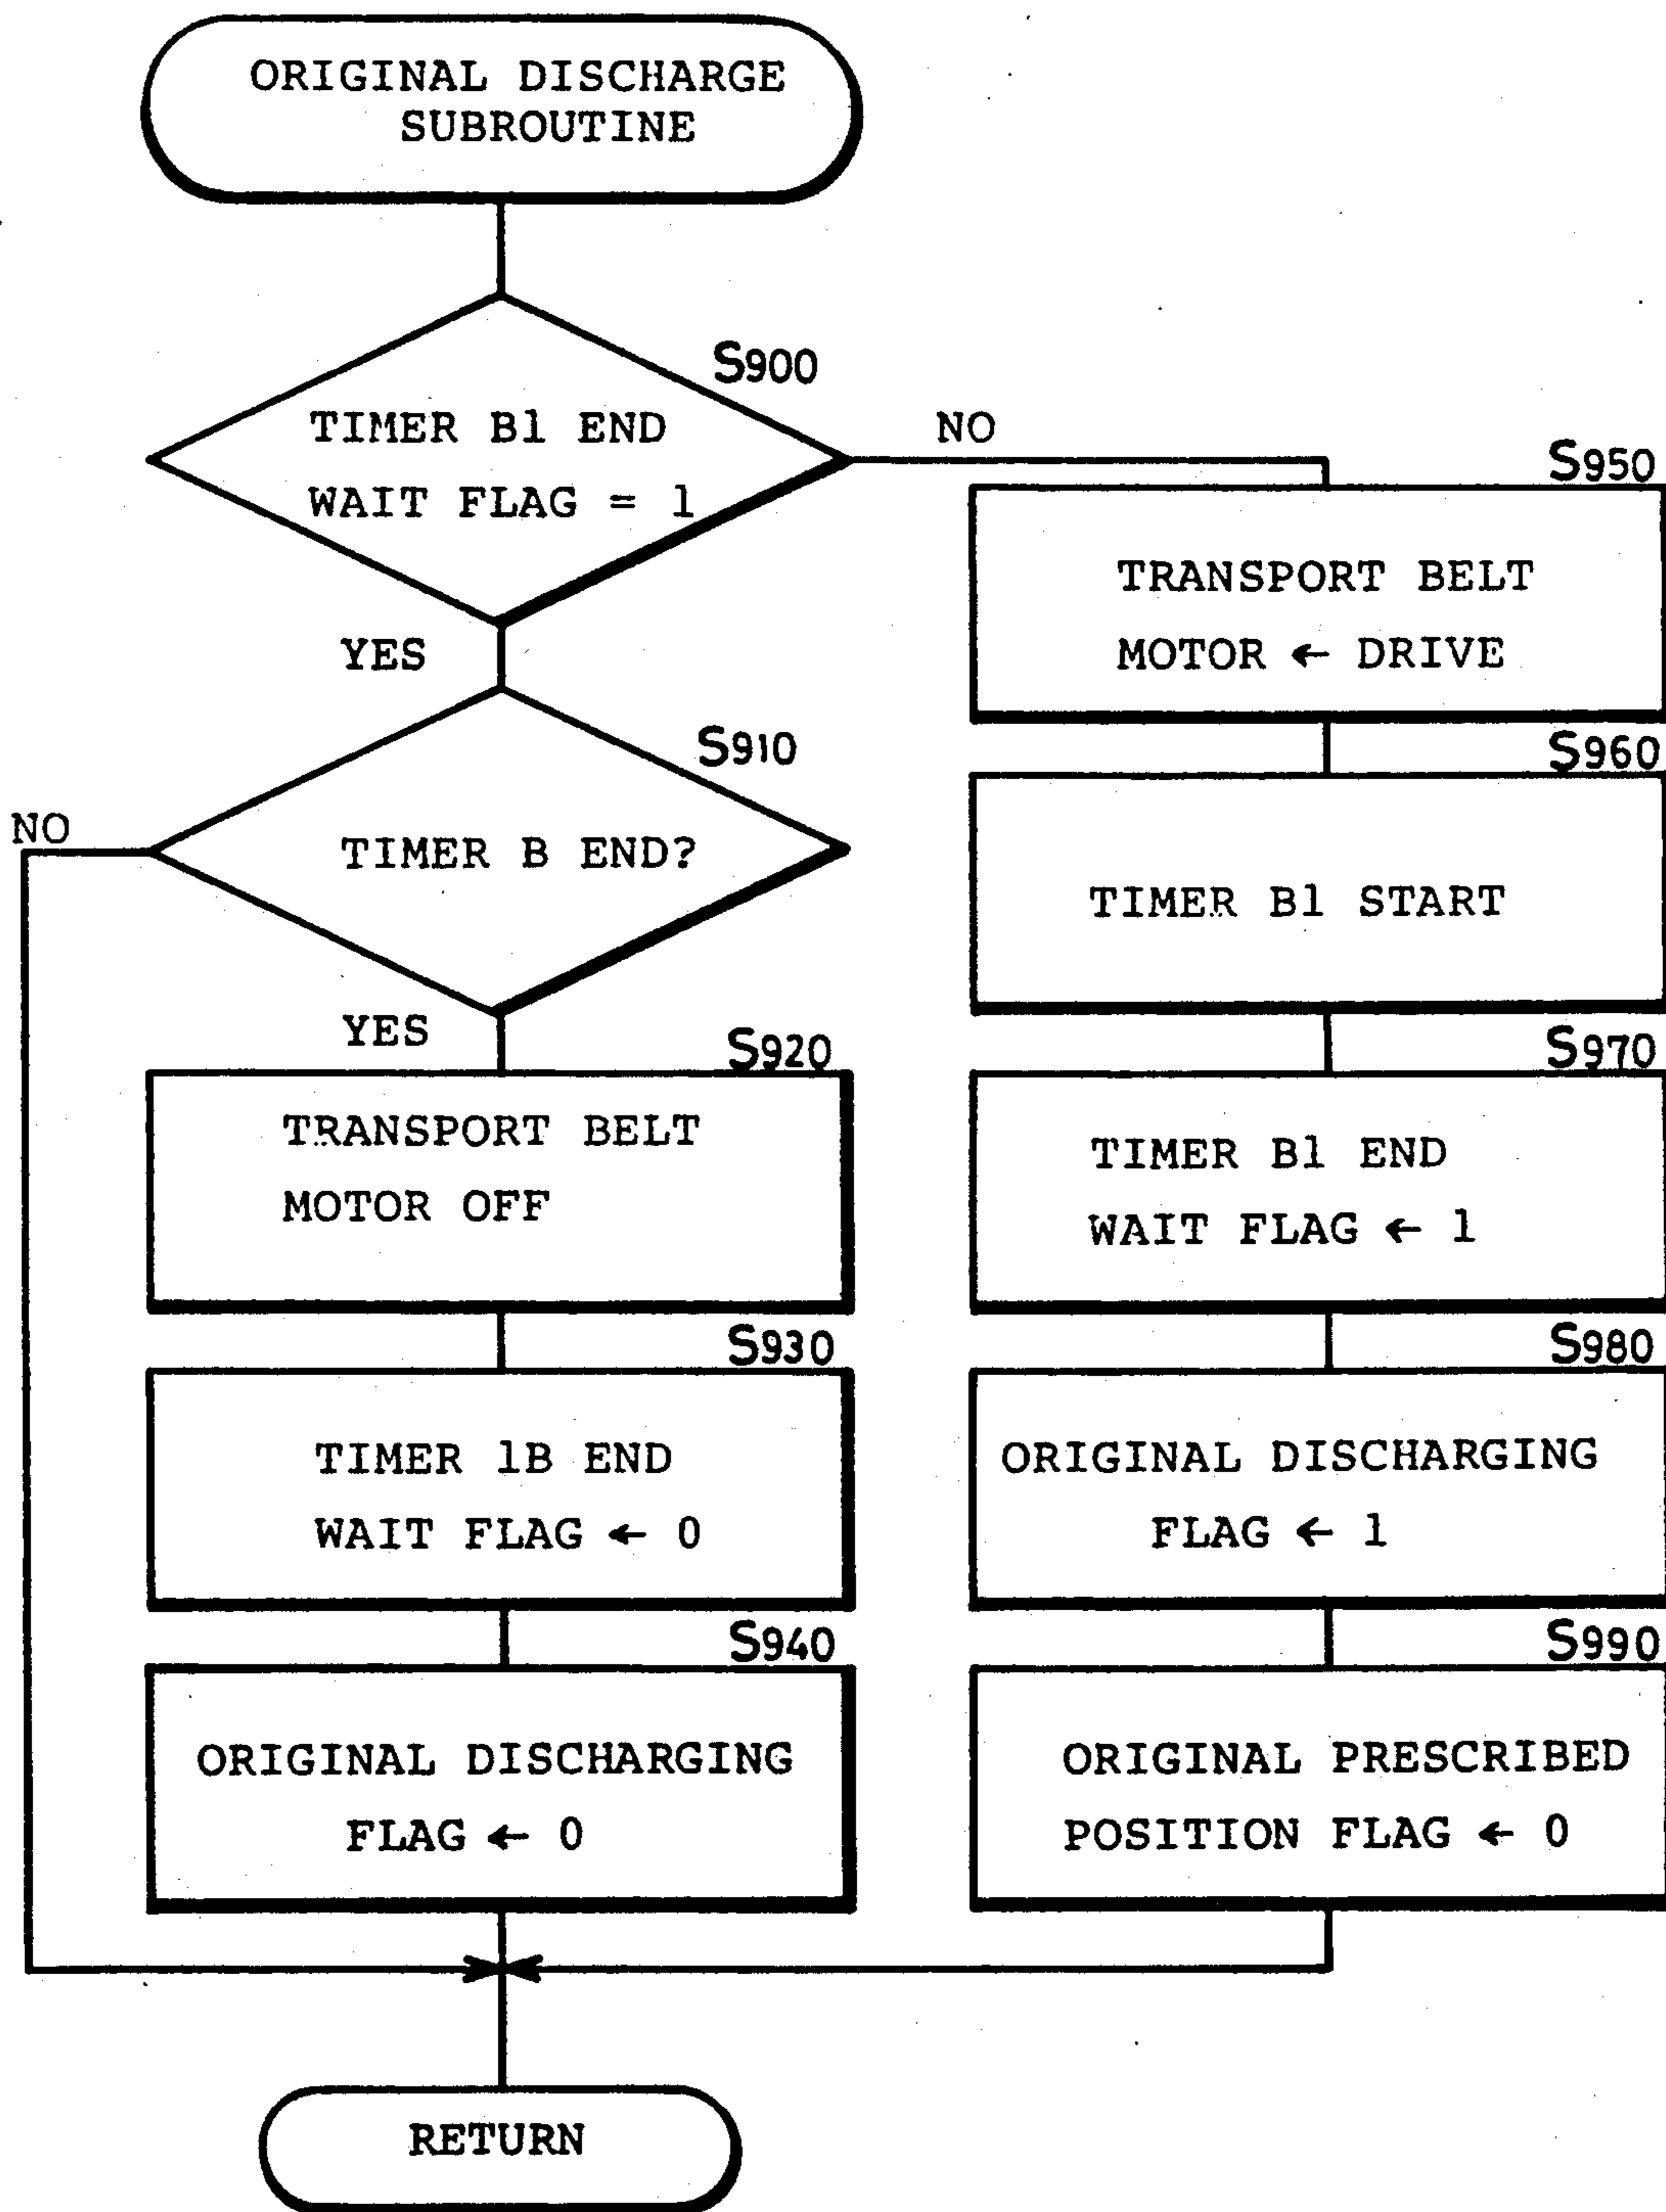 ORIGINAL DISCHARGE
SUBROUTINE
S900
TIMER B1 END
WAIT FLAG = 1
NO
YES
S910
TIMER B END?
NO
YES
S920
TRANSPORT BELT
MOTOR OFF
S930
TIMER 1B END
WAIT FLAG ← 0
S940
ORIGINAL DISCHARGING
FLAG ← 0
S950
TRANSPORT BELT
MOTOR ← DRIVE
S960
TIMER B1 START
S970
TIMER B1 END
WAIT FLAG ← 1
S980
ORIGINAL DISCHARGING
FLAG ← 1
S990
ORIGINAL PRESCRIBED
POSITION FLAG ← 0
RETURN